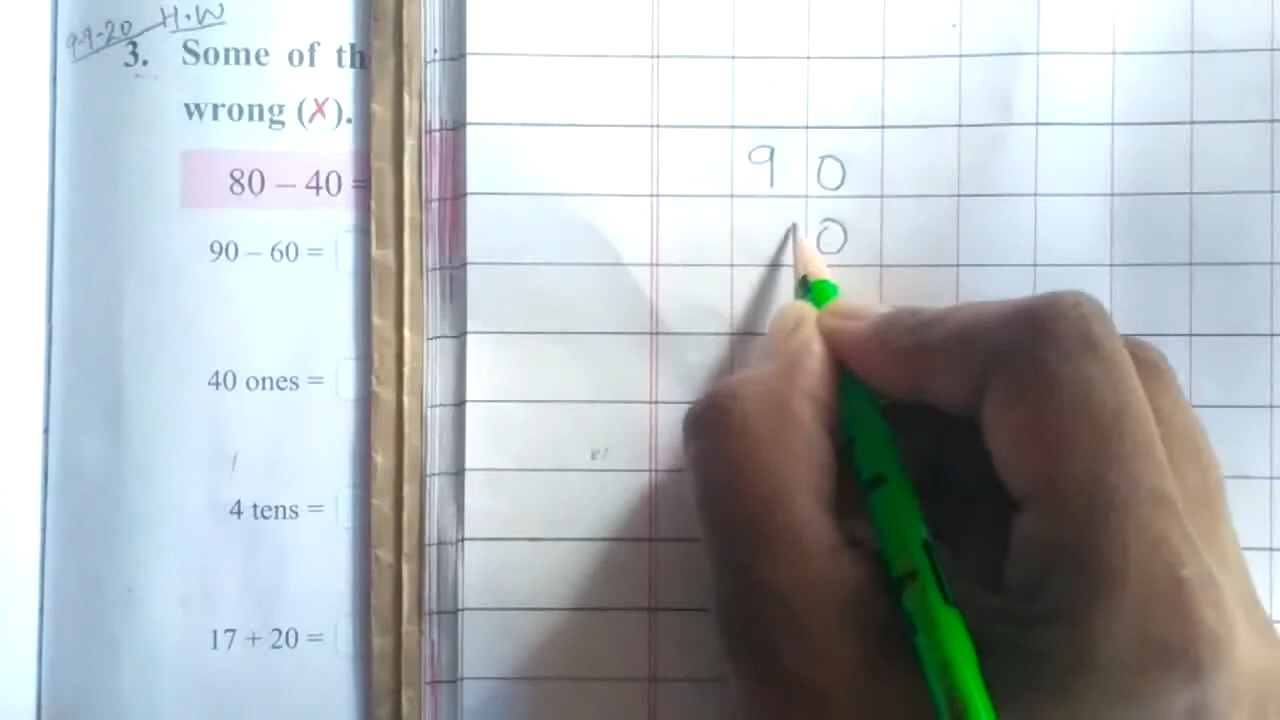 9-9-20 H.W
3. Some of th
wrong (✗).
80 – 40 =
90 – 60 =
40 ones =
4 tens =
17 + 20 =
9 0
0